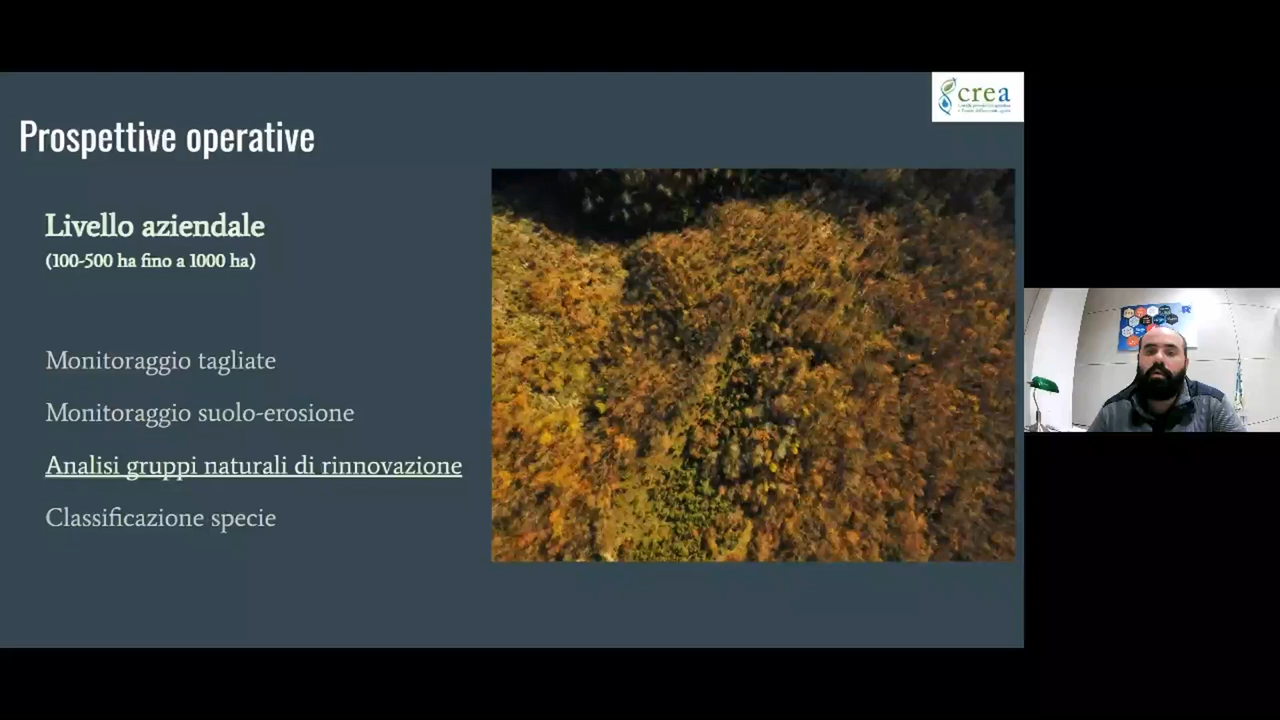 crea
Prospettive operative
Livello aziendale
(100-500 ha fino a 1000 ha)
Monitoraggio tagliate
Monitoraggio suolo-erosione
Analisi gruppi naturali di rinnovazione
Classificazione specie